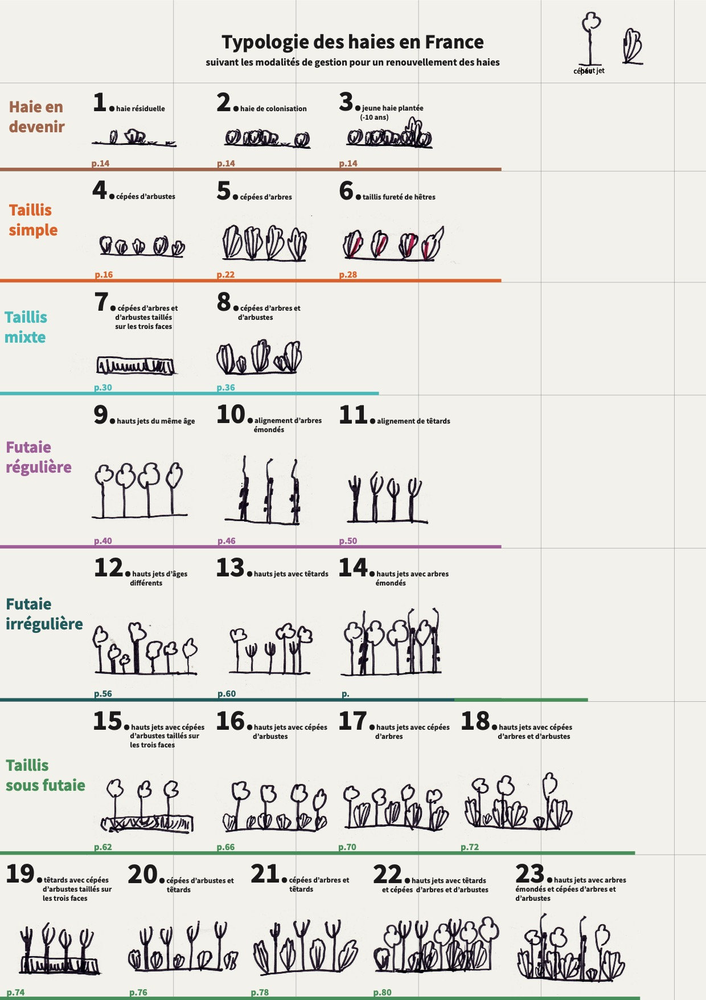 Typologie des haies en France
suivant les modalités de gestion pour un renouvellement des haies
cépée
haut jet
Haie en
devenir
1. haie résiduelle
p.14
2. haie de colonisation
p.14
3. jeune haie plantée
(-10 ans)
p.14
Taillis
simple
4. cépées d'arbustes
p.16
5. cépées d'arbres
p.22
6. taillis fureté de hêtres
p.28
Taillis
mixte
7. cépées d'arbres et
d'arbustes taillés
sur les trois faces
p.30
8. cépées d'arbres et
d'arbustes
p.36
Futaie
régulière
9. hauts jets du même âge
p.40
10. alignement d'arbres
émondés
p.46
11. alignement de têtards
p.50
Futaie
irrégulière
12. hauts jets d'âges
différents
p.56
13. hauts jets avec têtards
p.60
14. hauts jets avec arbres
émondés
p.
Taillis
sous futaie
15. hauts jets avec cépées
d'arbustes taillés sur
les trois faces
p.62
16. hauts jets avec cépées
d'arbustes
p.66
17. hauts jets avec cépées
d'arbres
p.70
18. hauts jets avec cépées
d'arbres et d'arbustes
p.72
19. têtards avec cépées
d'arbustes taillés sur
les trois faces
p.74
20. cépées d'arbustes et
têtards
p.76
21. cépées d'arbres et
têtards
p.78
22. hauts jets avec têtards
et cépées d'arbres et d'arbustes
p.80
23. hauts jets avec arbres
émondés et cépées d'arbres et
d'arbustes